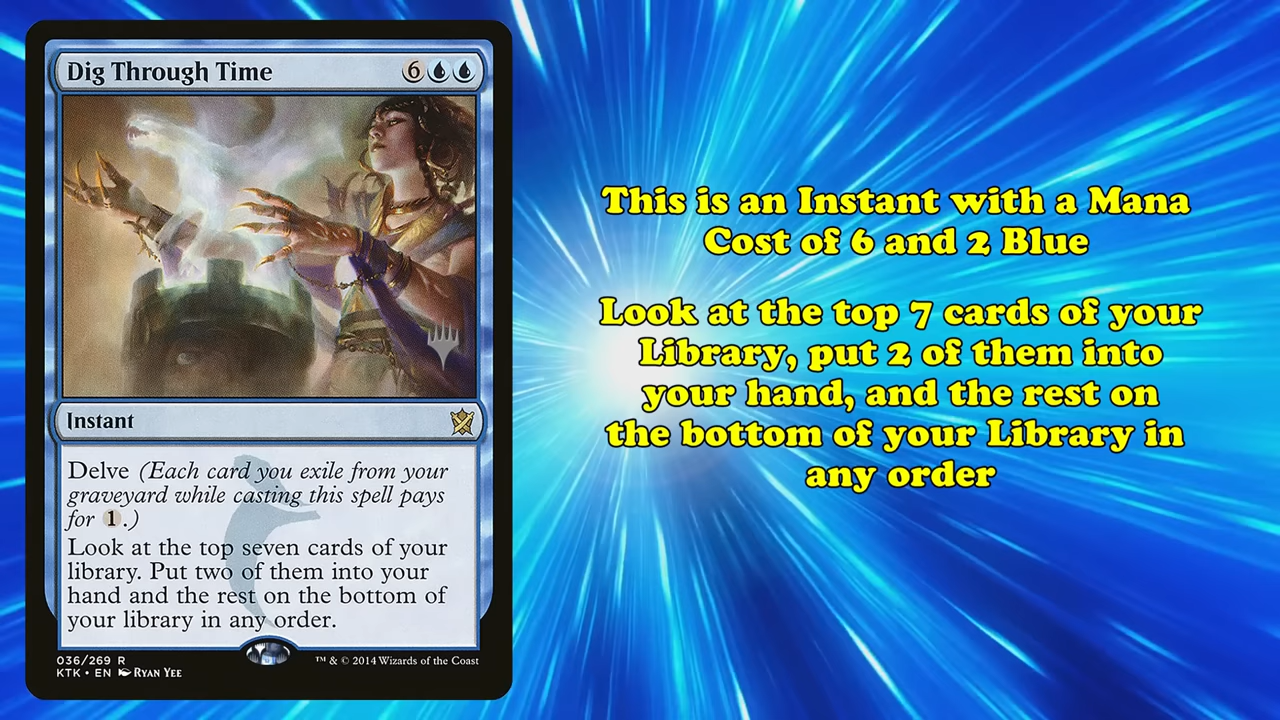 Dig Through Time 6
Instant
Delve (Each card you exile from your
graveyard while casting this spell pays
for 1.)
Look at the top seven cards of your
library. Put two of them into your
hand and the rest on the bottom of
your library in any order.
036/269 R
KTK • EN Ryan Yee
™ & © 2014 Wizards of the Coast
This is an Instant with a Mana
Cost of 6 and 2 Blue
Look at the top 7 cards of your
Library, put 2 of them into
your hand, and the rest on
the bottom of your Library in
any order